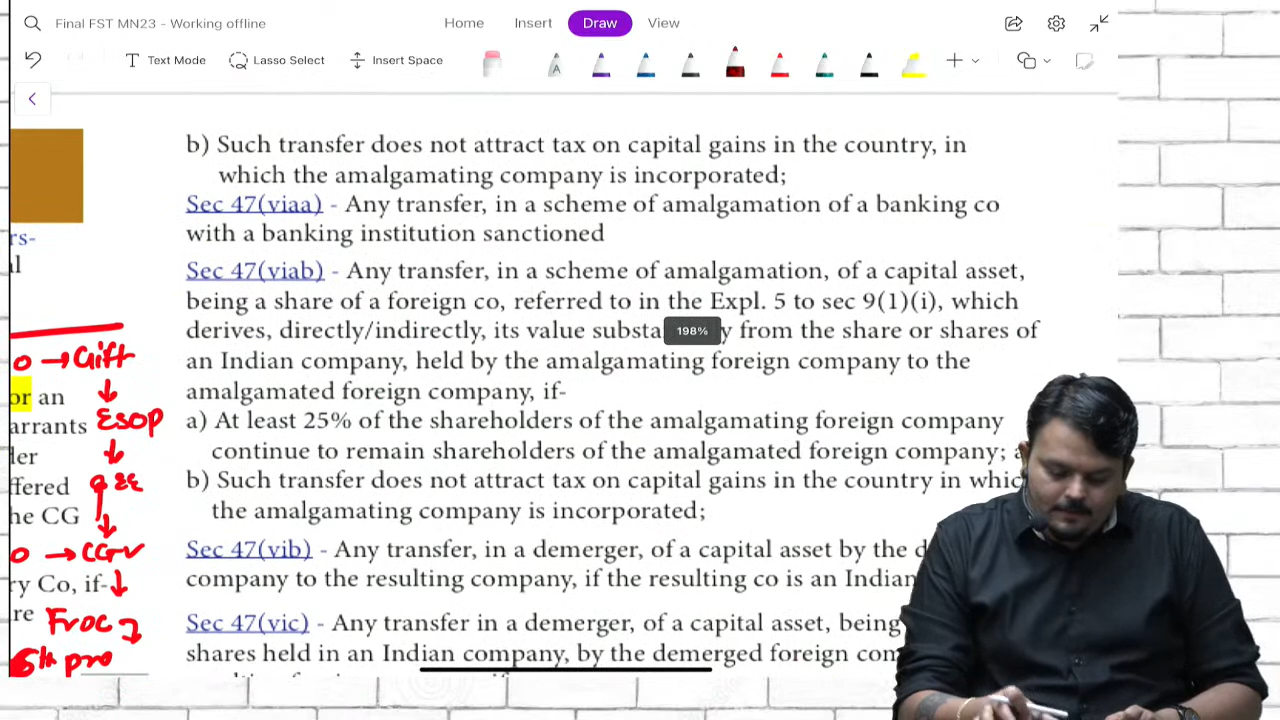 Final FST MN23 - Working offline
Home Insert Draw View
Text Mode Lasso Select Insert Space
b) Such transfer does not attract tax on capital gains in the country, in
which the amalgamating company is incorporated;
Sec 47(viaa) - Any transfer, in a scheme of amalgamation of a banking co
with a banking institution sanctioned
Sec 47(viab) - Any transfer, in a scheme of amalgamation, of a capital asset,
being a share of a foreign co, referred to in the Expl. 5 to sec 9(1)(i), which
derives, directly/indirectly, its value substa 198% y from the share or shares of
an Indian company, held by the amalgamating foreign company to the
amalgamated foreign company, if-
a) At least 25% of the shareholders of the amalgamating foreign company
continue to remain shareholders of the amalgamated foreign company;
b) Such transfer does not attract tax on capital gains in the country in whic
the amalgamating company is incorporated;
Sec 47(vib) - Any transfer, in a demerger, of a capital asset by the d
company to the resulting company, if the resulting co is an Indian
Sec 47(vic) - Any transfer in a demerger, of a capital asset, being
shares held in an Indian company, by the demerged foreign com
rs-
al
o → Gift
or an
arrants
ESOP
der
ffered
he CG
o → CG
ry Co, if-
re
5th pro